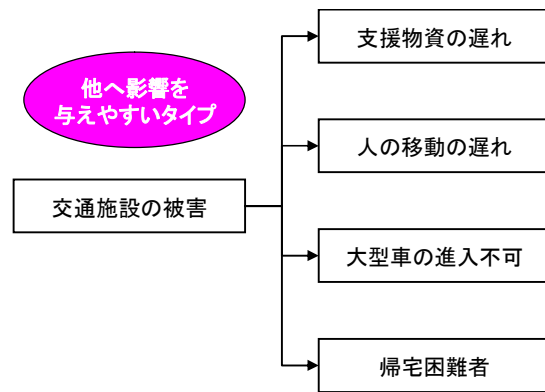 他へ影響を
与えやすいタイプ
交通施設の被害
支援物資の遅れ
人の移動の遅れ
大型車の進入不可
帰宅困難者